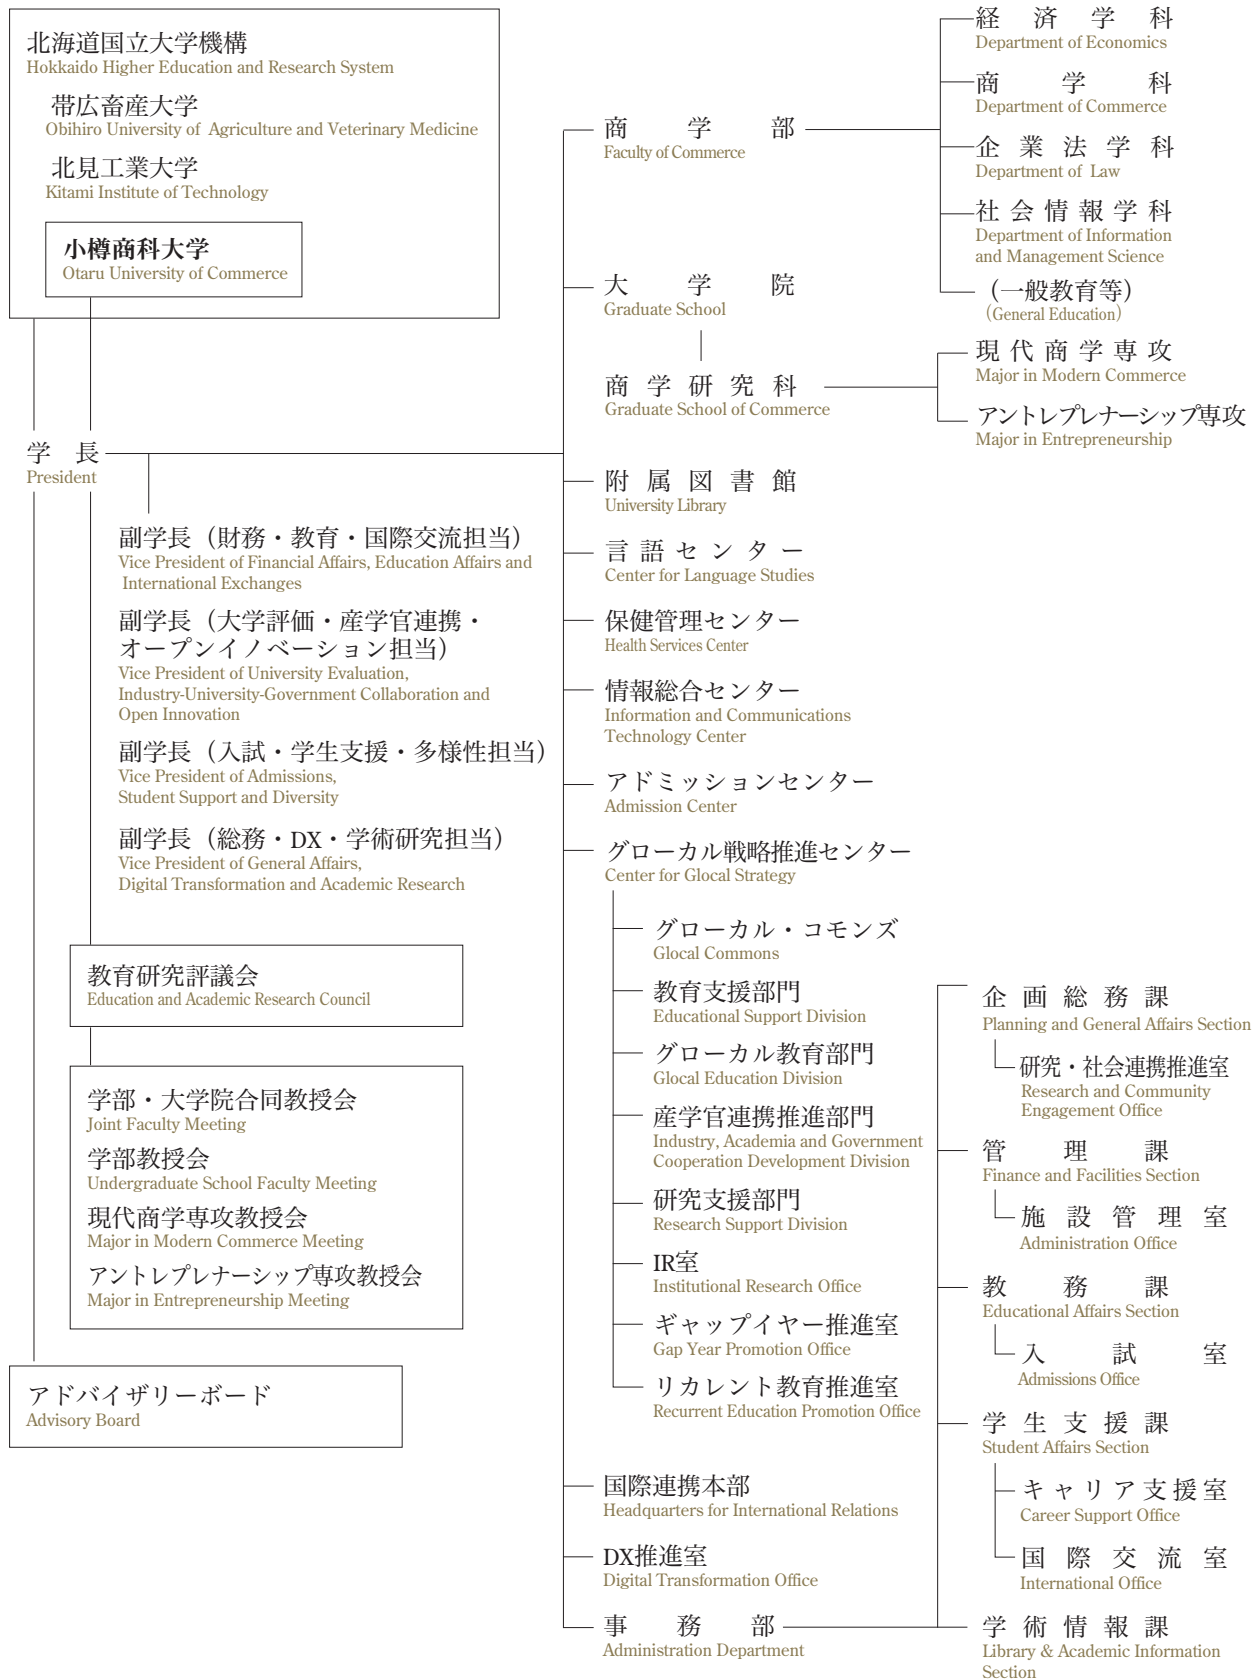 北海道国立大学機構
Hokkaido Higher Education and Research System
帯広畜産大学
Obihiro University of Agriculture and Veterinary Medicine
北見工業大学
Kitami Institute of Technology
小樽商科大学
Otaru University of Commerce
学長
President
副学長（財務・教育・国際交流担当）
Vice President of Financial Affairs, Education Affairs and
International Exchanges
副学長（大学評価・産学官連携・
オープンイノベーション担当）
Vice President of University Evaluation,
Industry-University-Government Collaboration and
Open Innovation
副学長（入試・学生支援・多様性担当）
Vice President of Admissions,
Student Support and Diversity
副学長（総務・DX・学術研究担当）
Vice President of General Affairs,
Digital Transformation and Academic Research
教育研究評議会
Education and Academic Research Council
学部・大学院合同教授会
Joint Faculty Meeting
学部教授会
Undergraduate School Faculty Meeting
現代商学専攻教授会
Major in Modern Commerce Meeting
アントレプレナーシップ専攻教授会
Major in Entrepreneurship Meeting
アドバイザリーボード
Advisory Board
商学部
Faculty of Commerce
経済学科
Department of Economics
商学科
Department of Commerce
企業法学科
Department of Law
社会情報学科
Department of Information
and Management Science
（一般教育等）
（General Education）
大学院
Graduate School
商学研究科
Graduate School of Commerce
現代商学専攻
Major in Modern Commerce
アントレプレナーシップ専攻
Major in Entrepreneurship
附属図書館
University Library
言語センター
Center for Language Studies
保健管理センター
Health Services Center
情報総合センター
Information and Communications
Technology Center
アドミッションセンター
Admission Center
グローカル戦略推進センター
Center for Glocal Strategy
グローカル・コモンズ
Glocal Commons
教育支援部門
Educational Support Division
グローカル教育部門
Glocal Education Division
産学官連携推進部門
Industry, Academia and Government
Cooperation Development Division
研究支援部門
Research Support Division
IR室
Institutional Research Office
ギャップイヤー推進室
Gap Year Promotion Office
リカレント教育推進室
Recurrent Education Promotion Office
国際連携本部
Headquarters for International Relations
DX推進室
Digital Transformation Office
事務部
Administration Department
企画総務課
Planning and General Affairs Section
研究・社会連携推進室
Research and Community
Engagement Office
管理課
Finance and Facilities Section
施設管理室
Administration Office
教務課
Educational Affairs Section
入試室
Admissions Office
学生支援課
Student Affairs Section
キャリア支援室
Career Support Office
国際交流室
International Office
学術情報課
Library & Academic Information
Section